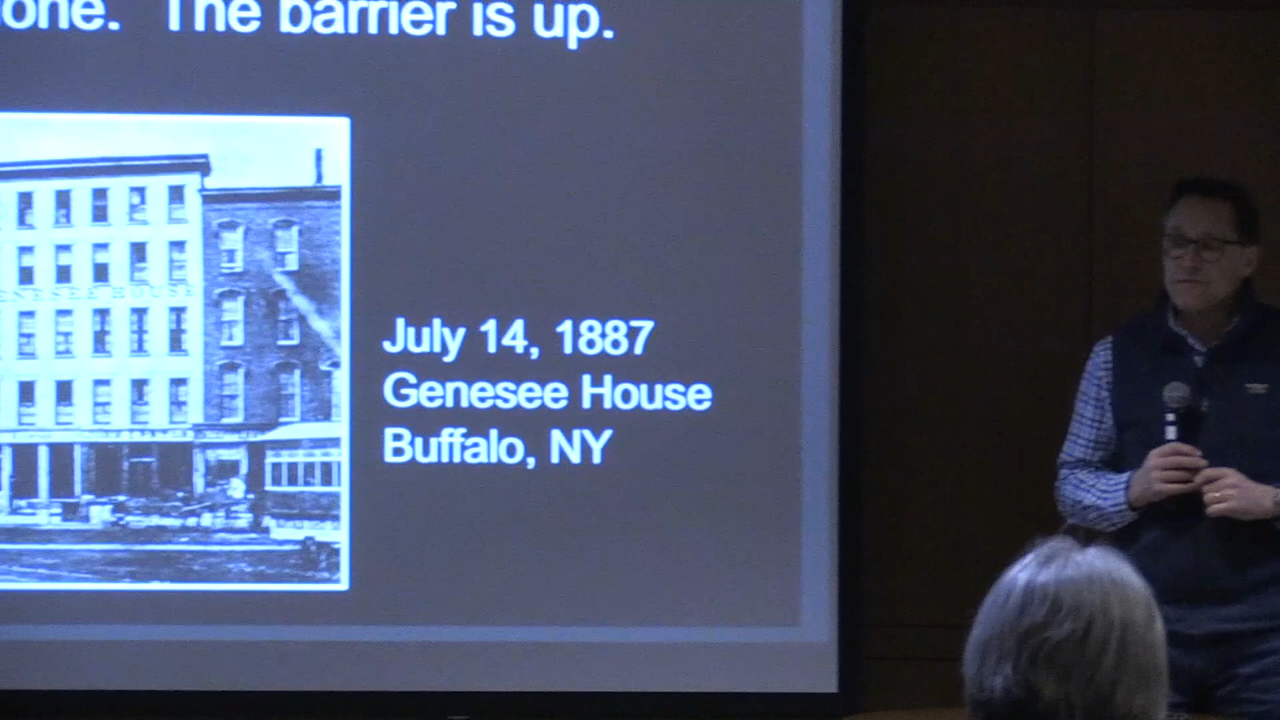 one. The barrier is up.
GENESEE HOUSE
July 14, 1887
Genesee House
Buffalo, NY